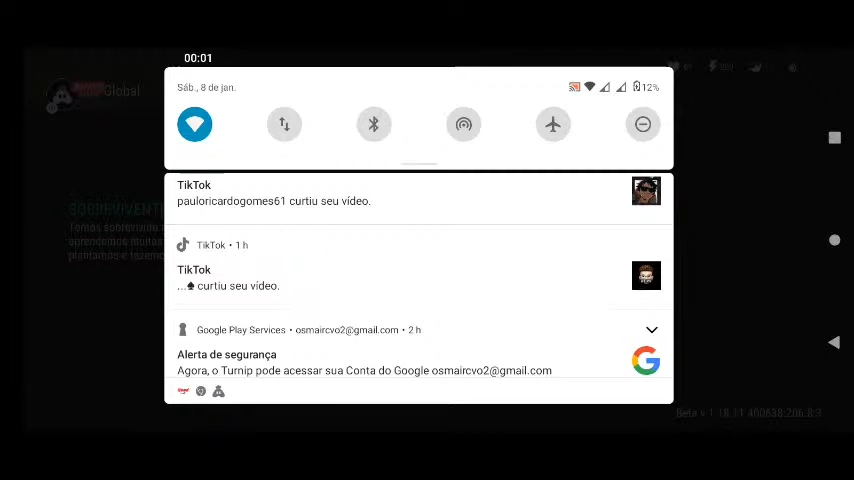 00:01
Sáb., 8 de jan.
12%
Global
TikTok
pauloricardogomes61 curtiu seu vídeo.
TikTok • 1 h
TikTok
...♠ curtiu seu vídeo.
Google Play Services • osmaircvo2@gmail.com • 2 h
Alerta de segurança
Agora, o Turnip pode acessar sua Conta do Google osmaircvo2@gmail.com